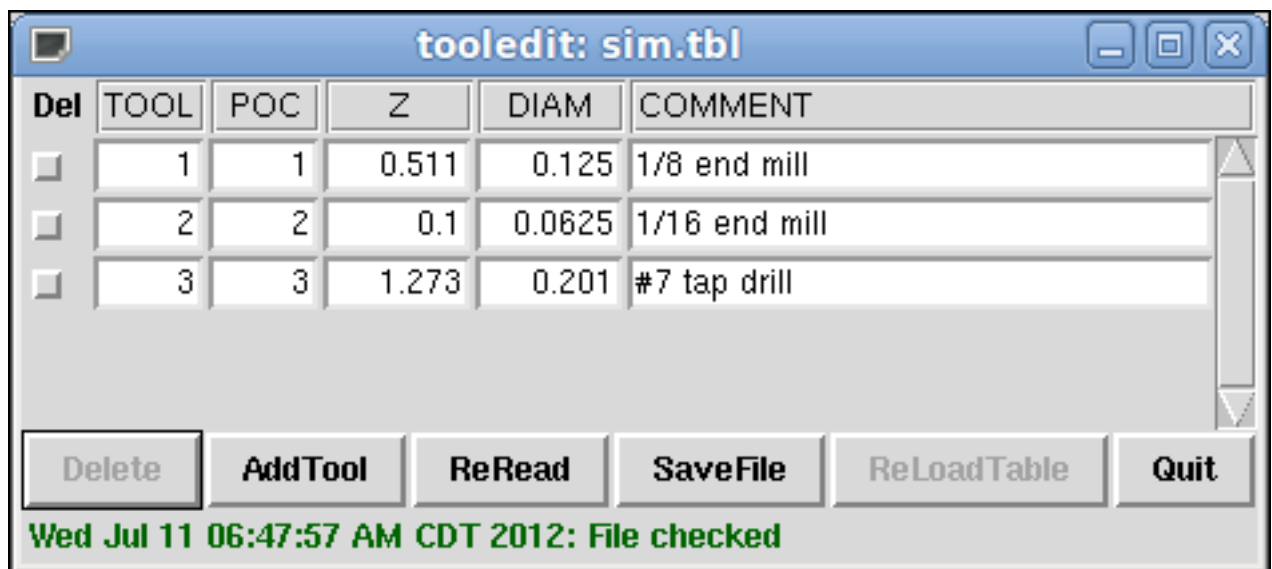 tooledit: sim.tbl
Del TOOL POC Z DIAM COMMENT
1 1 0.511 0.125 1/8 end mill
2 2 0.1 0.0625 1/16 end mill
3 3 1.273 0.201 #7 tap drill
Delete AddTool ReRead SaveFile ReLoadTable Quit
Wed Jul 11 06:47:57 AM CDT 2012: File checked